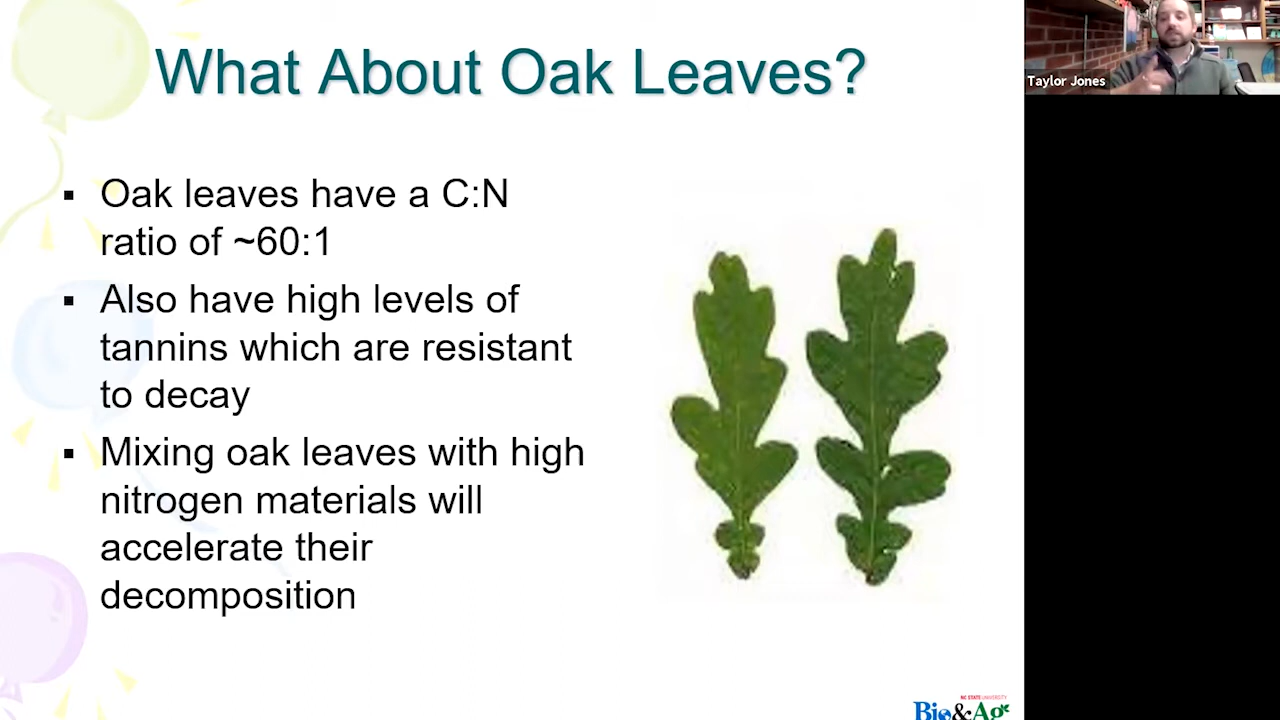 What About Oak Leaves?
Taylor Jones
▪ Oak leaves have a C:N
ratio of ~60:1
▪ Also have high levels of
tannins which are resistant
to decay
▪ Mixing oak leaves with high
nitrogen materials will
accelerate their
decomposition
NC STATE UNIVERSITY
Bio&Ag